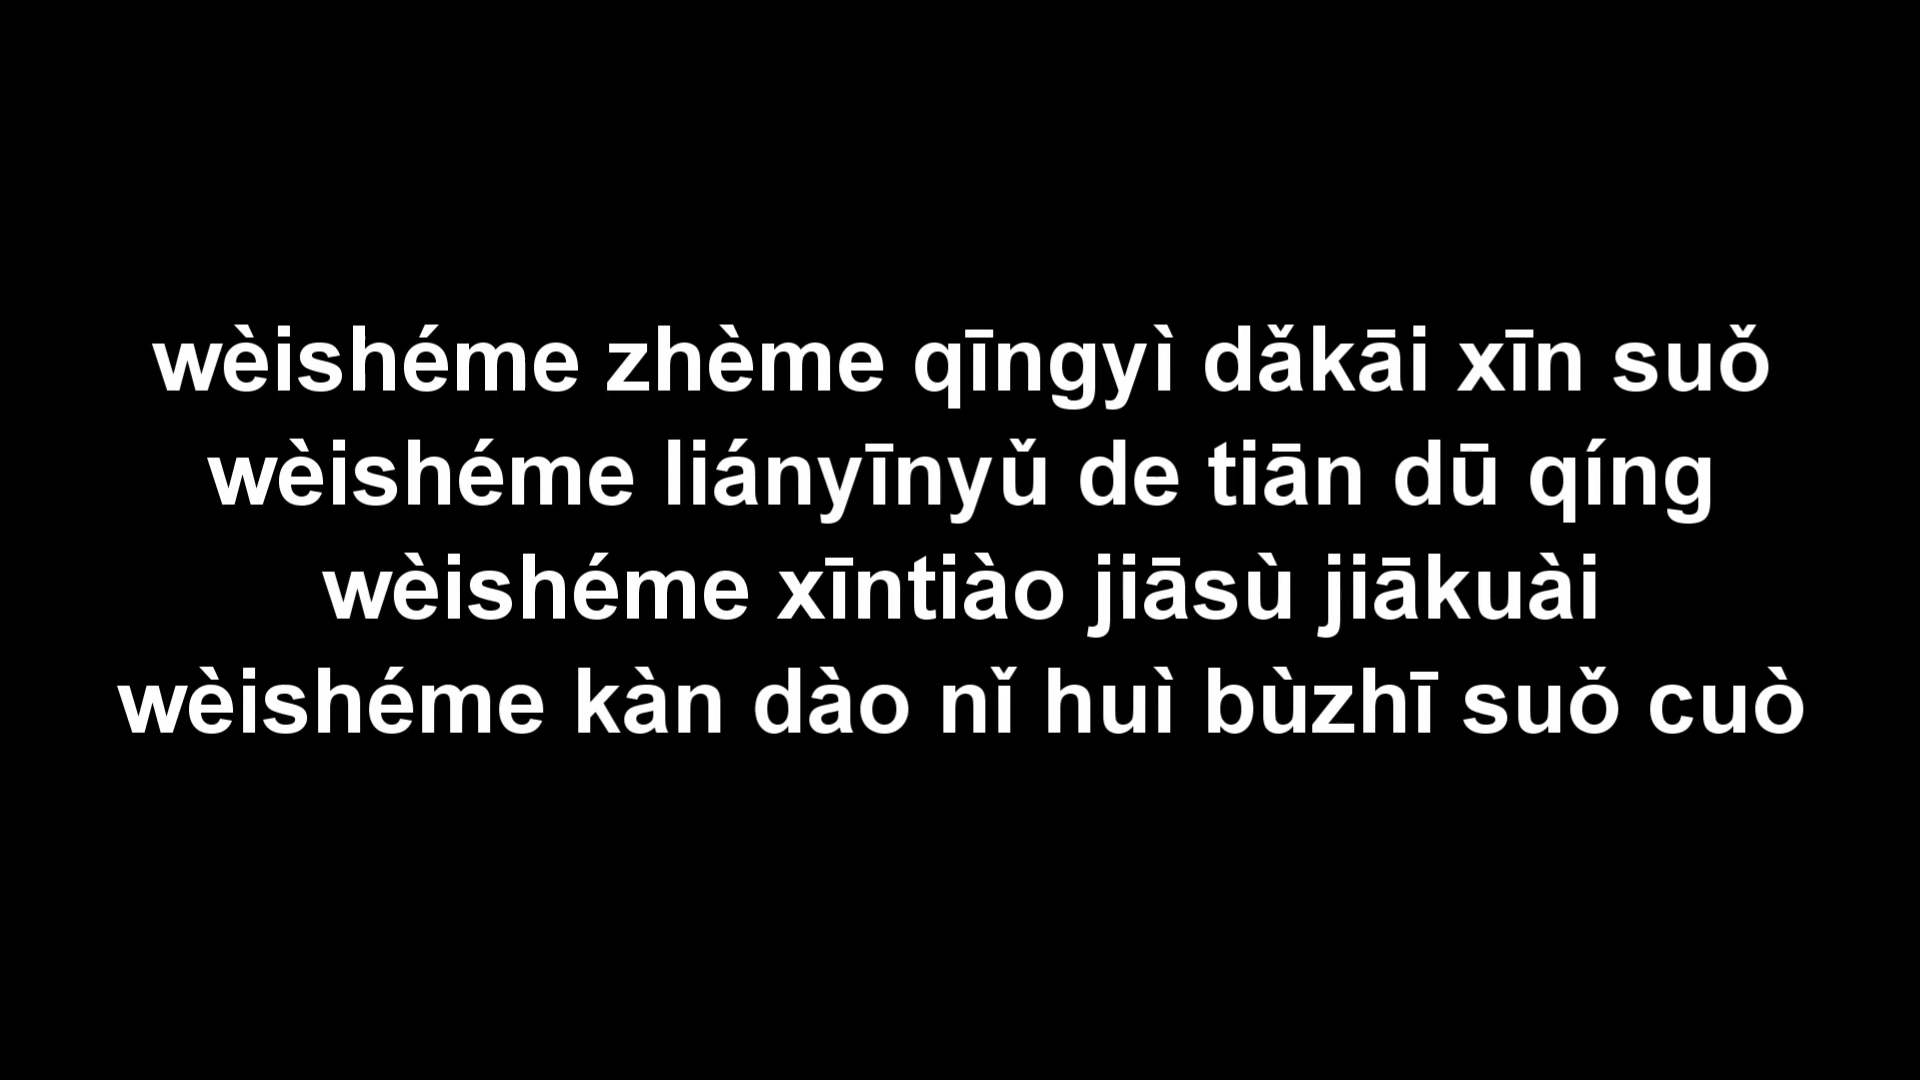 wèishéme zhème qīngyì dǎkāi xīn suǒ
wèishéme liányīnyǔ de tiān dū qíng
wèishéme xīntiào jiāsù jiākuài
wèishéme kàn dào nǐ huì bùzhī suǒ cuò